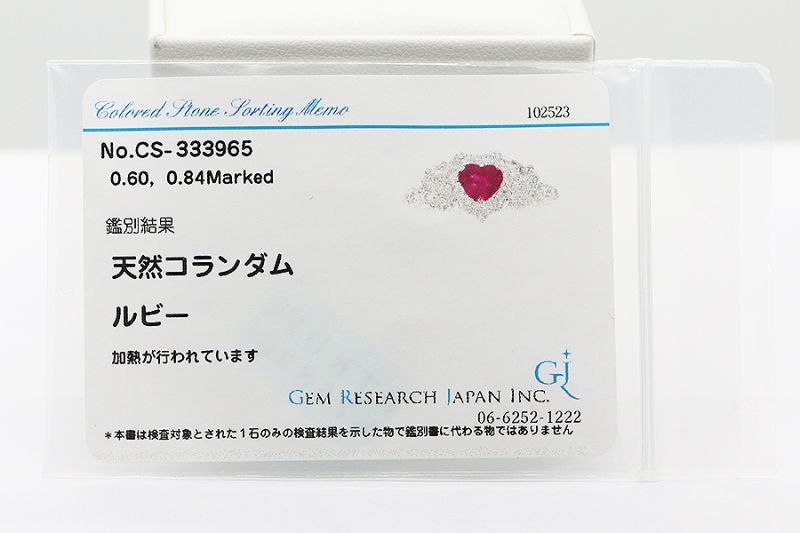 Colored Stone Sorting Memo
102523
No.CS-333965
0.60, 0.84Marked
鑑別結果
天然コランダム
ルビー
加熱が行われています
GJ
GEM RESEARCH JAPAN INC.
06-6252-1222
*本書は検査対象とされた1石のみの検査結果を示した物で鑑別書に代わる物ではありません